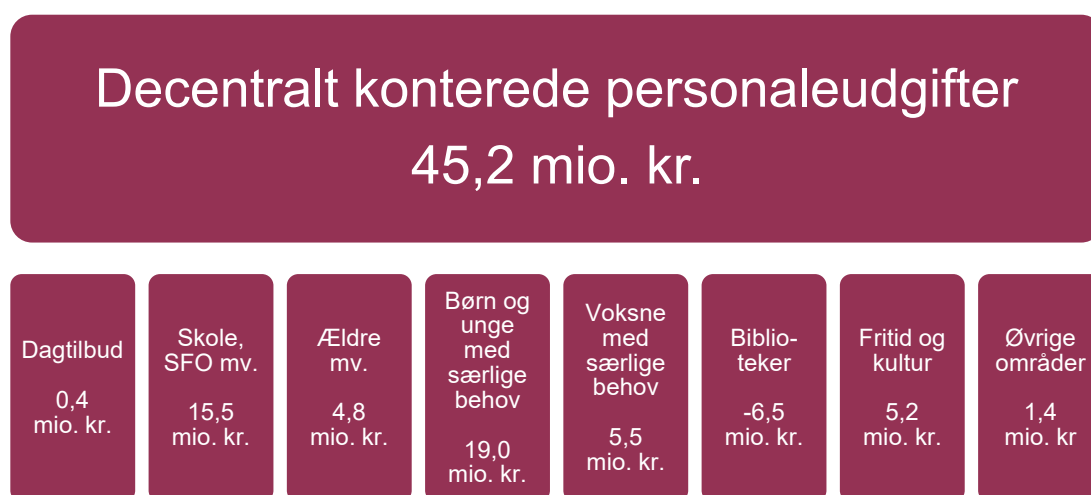 Decentralt konterede personaleudgifter
45,2 mio. kr.
Dagtilbud
0,4
mio. kr.
Skole,
SFO mv.
15,5
mio. kr.
Ældre
mv.
4,8
mio. kr.
Børn og
unge
med
særlige
behov
19,0
mio. kr.
Voksne
med
særlige
behov
5,5
mio. kr.
Biblio-
teker
-6,5
mio. kr.
Fritid og
kultur
5,2
mio. kr.
Øvrige
områder
1,4
mio. kr